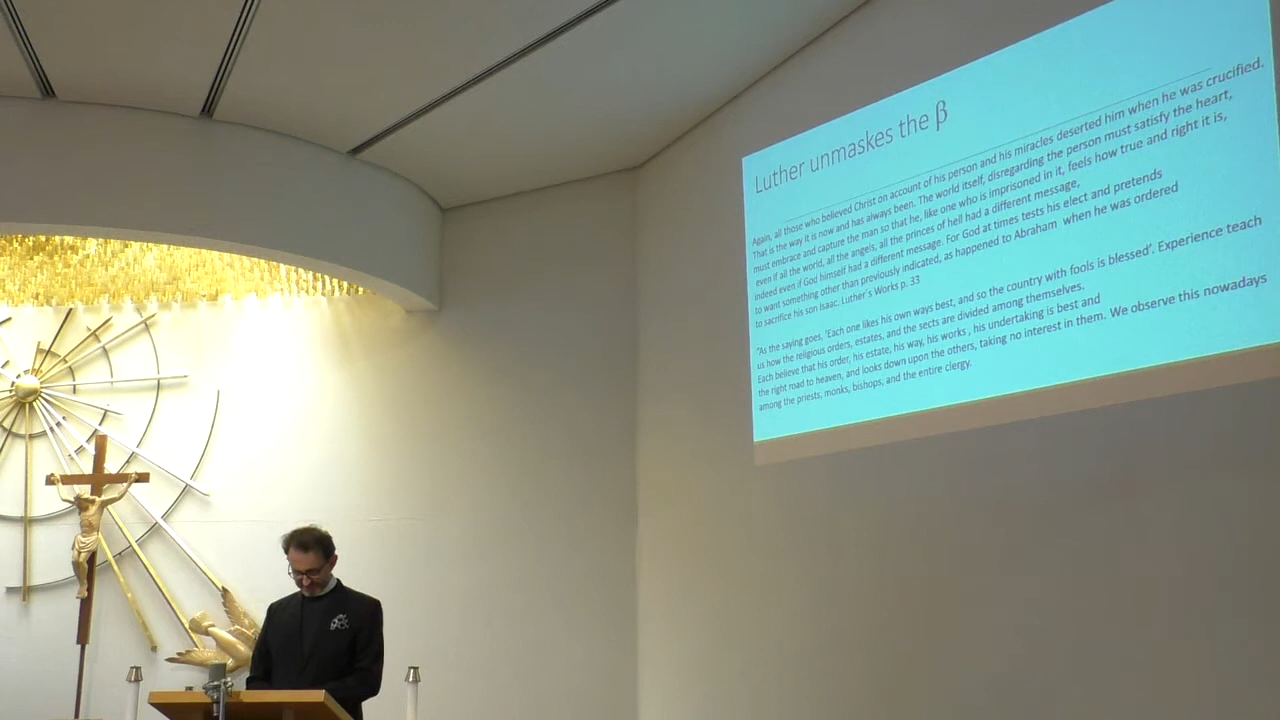 Luther unmaskes the β
Again, all those who believed Christ on account of his person and his miracles deserted him when he was crucified.
That is the way it is now and has always been. The world itself, disregarding the person must satisfy the heart,
must embrace and capture the man so that he, like one who is imprisoned in it, feels how true and right it is,
even if all the world, all the angels, all the princes of hell had a different message,
indeed even if God himself had a different message. For God at times tests his elect and pretends
to want something other than previously indicated, as happened to Abraham when he was ordered
to sacrifice his son Isaac. Luther´s Works p. 33
"As the saying goes, 'Each one likes his own ways best, and so the country with fools is blessed'. Experience teach
us how the religious orders, estates, and the sects are divided among themselves.
Each believe that his order, his estate, his way, his works , his undertaking is best and
the right road to heaven, and looks down upon the others, taking no interest in them. We observe this nowadays
among the priests, monks, bishops, and the entire clergy.